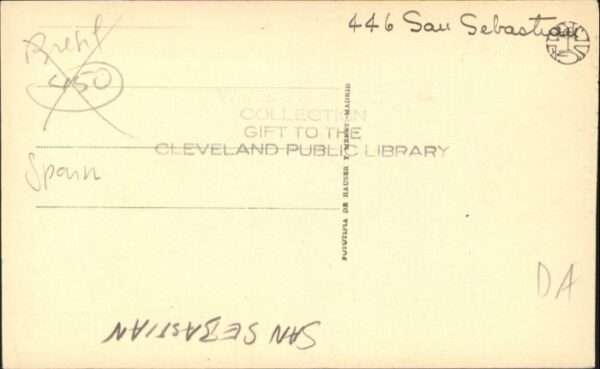 446 San Sebastian
450
COLLECTION
GIFT TO THE
CLEVELAND PUBLIC LIBRARY
Spain
FOTOTIPIA DE HAUSER Y MENET.-MADRID
DA
SAN SEBASTIAN